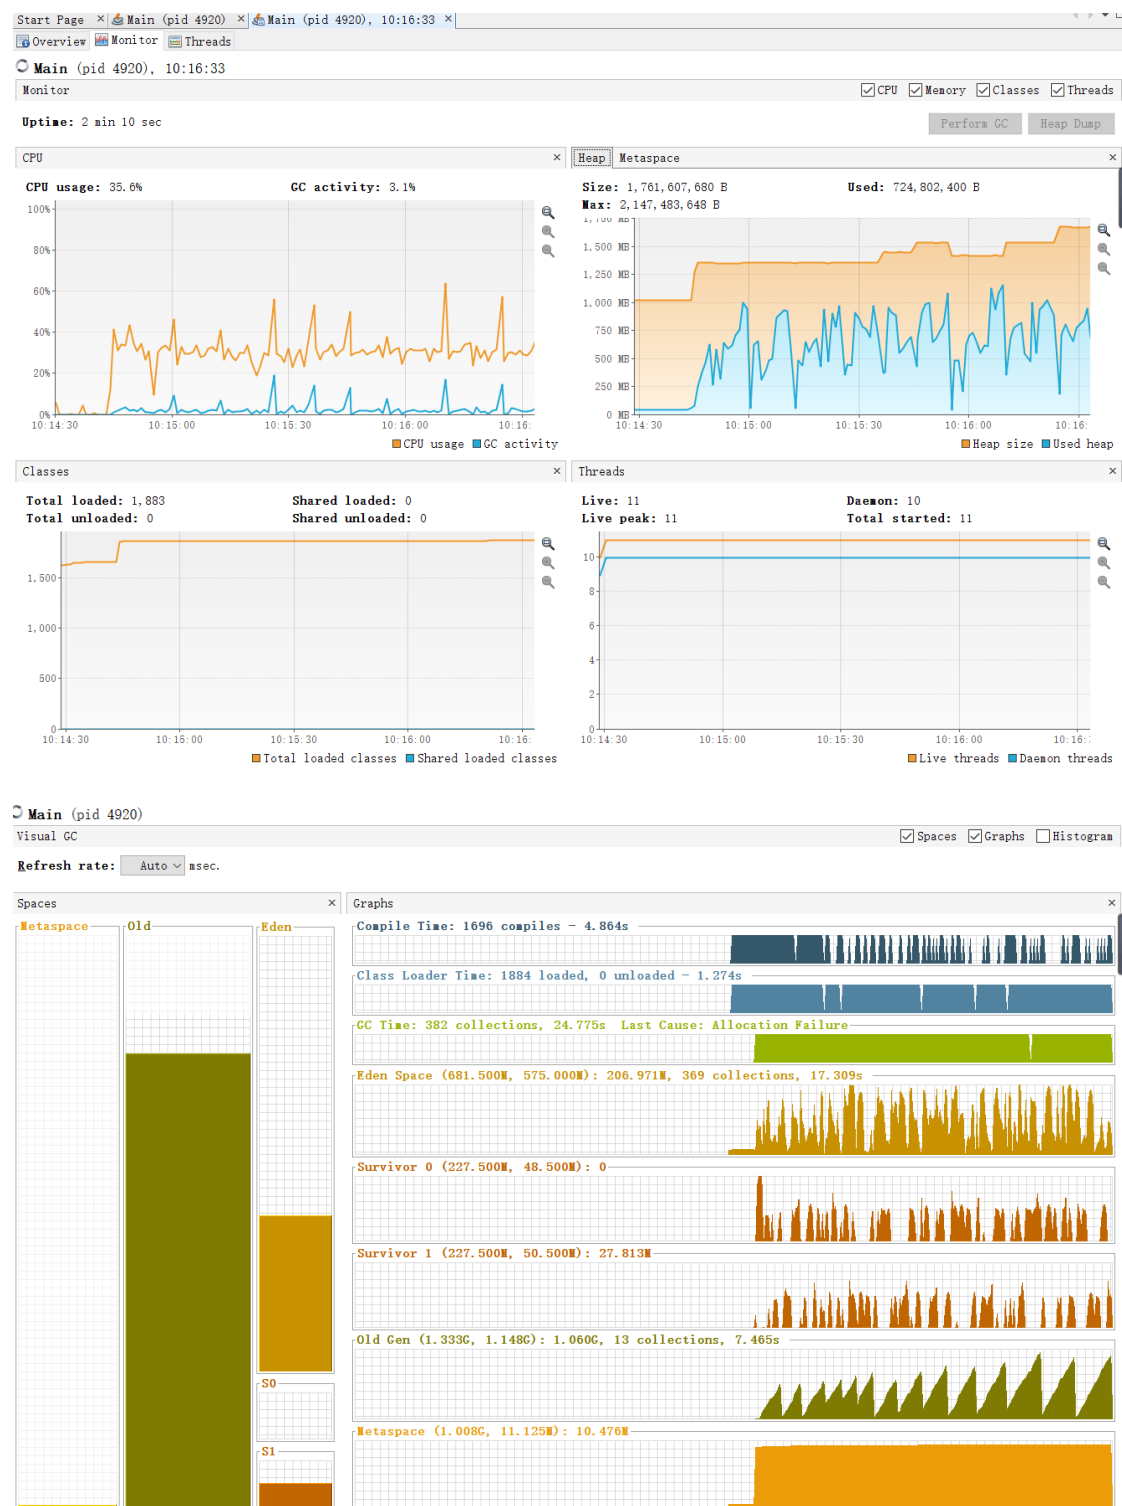 Start Page × Main (pid 4920) × Main (pid 4920), 10:16:33 ×
Overview Monitor Threads
Main (pid 4920), 10:16:33
Monitor CPU Memory Classes Threads
Uptime: 2 min 10 sec Perform GC Heap Dump
CPU ×
CPU usage: 35.6% GC activity: 3.1%
100%
80%
60%
40%
20%
0%
10:14:30 10:15:00 10:15:30 10:16:00 10:16:
CPU usage GC activity
Heap Metaspace ×
Size: 1,761,607,680 B Used: 724,802,400 B
Max: 2,147,483,648 B
1,750 MB
1,500 MB
1,250 MB
1,000 MB
750 MB
500 MB
250 MB
0 MB
10:14:30 10:15:00 10:15:30 10:16:00 10:16:
Heap size Used heap
Classes ×
Total loaded: 1,883 Shared loaded: 0
Total unloaded: 0 Shared unloaded: 0
1,500
1,000
500
0
10:14:30 10:15:00 10:15:30 10:16:00 10:16:
Total loaded classes Shared loaded classes
Threads ×
Live: 11 Daemon: 10
Live peak: 11 Total started: 11
10
8
6
4
2
0
10:14:30 10:15:00 10:15:30 10:16:00 10:16:
Live threads Daemon threads
Main (pid 4920)
Visual GC Spaces Graphs Histogram
Refresh rate: Auto msec.
Spaces ×
Metaspace Old Eden
S0
S1
Graphs ×
Compile Time: 1696 compiles - 4.864s
Class Loader Time: 1884 loaded, 0 unloaded - 1.274s
GC Time: 382 collections, 24.775s Last Cause: Allocation Failure
Eden Space (681.500M, 575.000M): 206.971M, 369 collections, 17.309s
Survivor 0 (227.500M, 48.500M): 0
Survivor 1 (227.500M, 50.500M): 27.813M
Old Gen (1.333G, 1.148G): 1.060G, 13 collections, 7.465s
Metaspace (1.008G, 11.125M): 10.476M